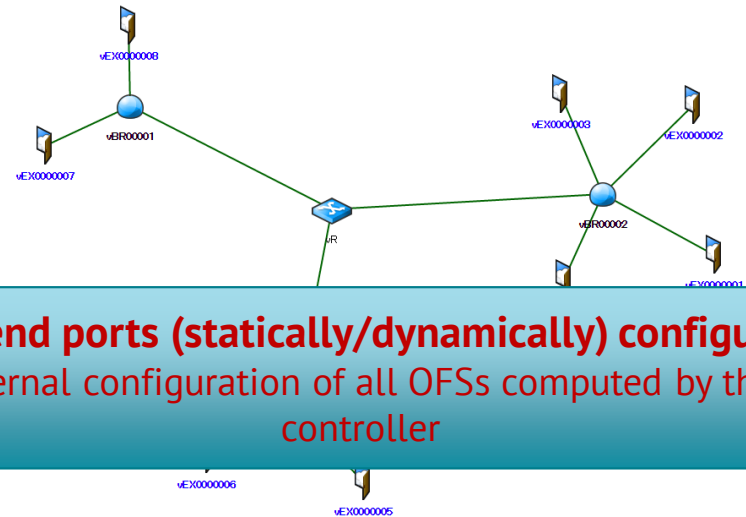 vEX0000008
vBR00001
vEX0000003
vEX0000002
vEX0000007
vBR00002
vR
vEX0000001
end ports (statically/dynamically) configu
ernal configuration of all OFSs computed by th
controller
vEX0000006
vEX0000005